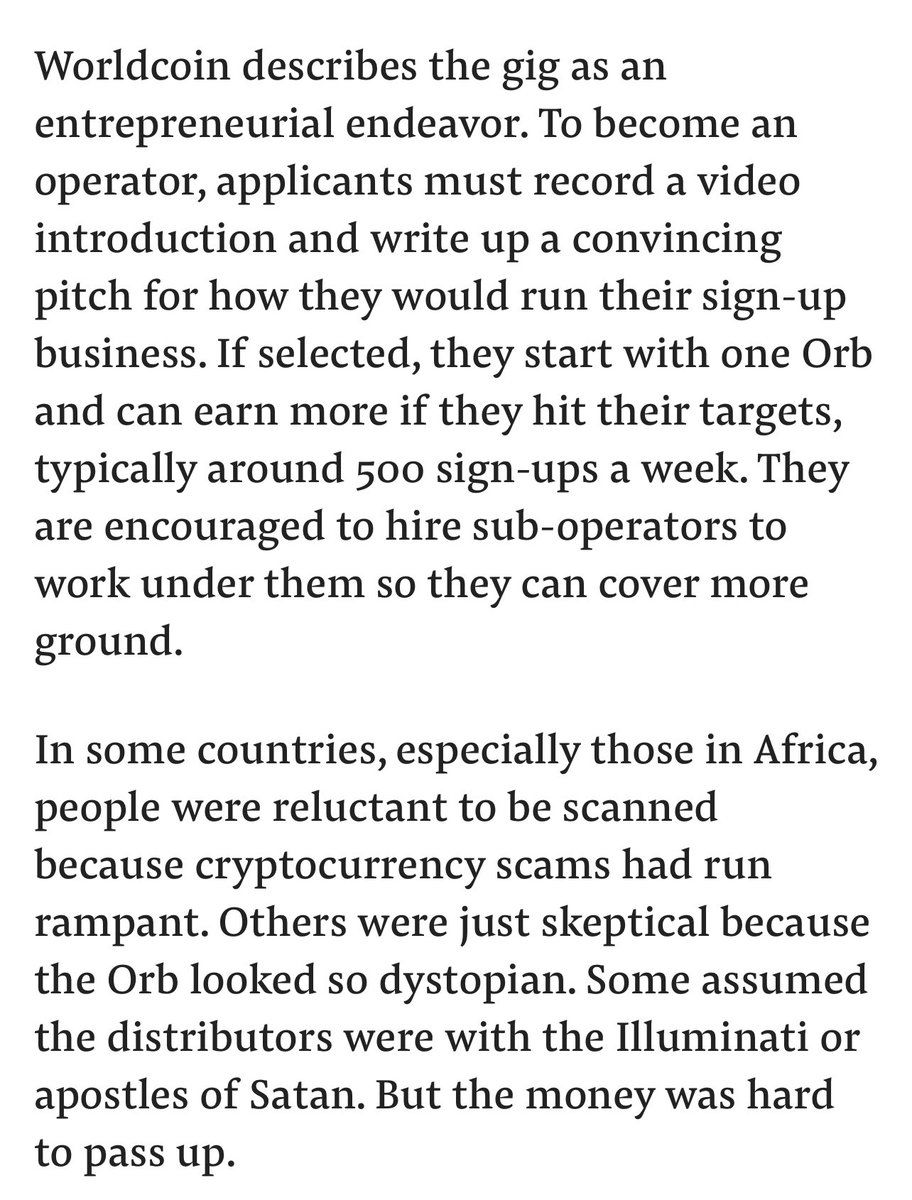 Worldcoin describes the gig as an
entrepreneurial endeavor. To become an
operator, applicants must record a video
introduction and write up a convincing
pitch for how they would run their sign-up
business. If selected, they start with one Orb
and can earn more if they hit their targets,
typically around 500 sign-ups a week. They
are encouraged to hire sub-operators to
work under them so they can cover more
ground.
In some countries, especially those in Africa,
people were reluctant to be scanned
because cryptocurrency scams had run
rampant. Others were just skeptical because
the Orb looked so dystopian. Some assumed
the distributors were with the Illuminati or
apostles of Satan. But the money was hard
to pass up.